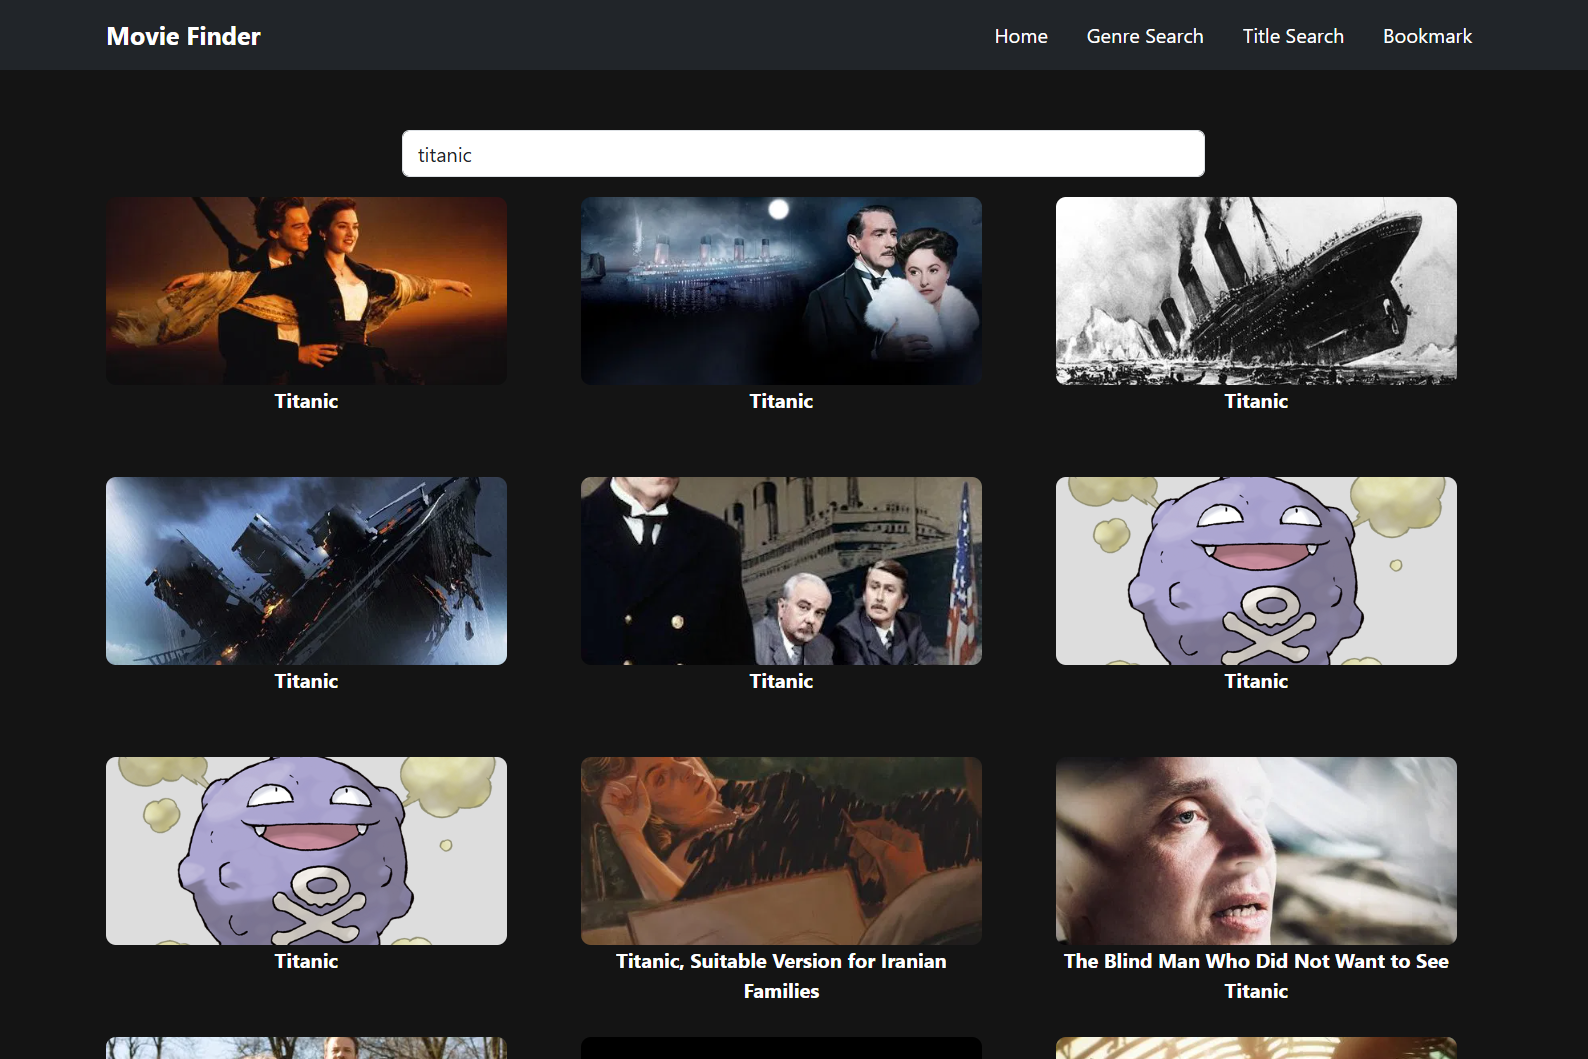 Movie Finder
Home Genre Search Title Search Bookmark
titanic
Titanic Titanic Titanic
Titanic Titanic Titanic
Titanic Titanic, Suitable Version for Iranian The Blind Man Who Did Not Want to See
Families Titanic